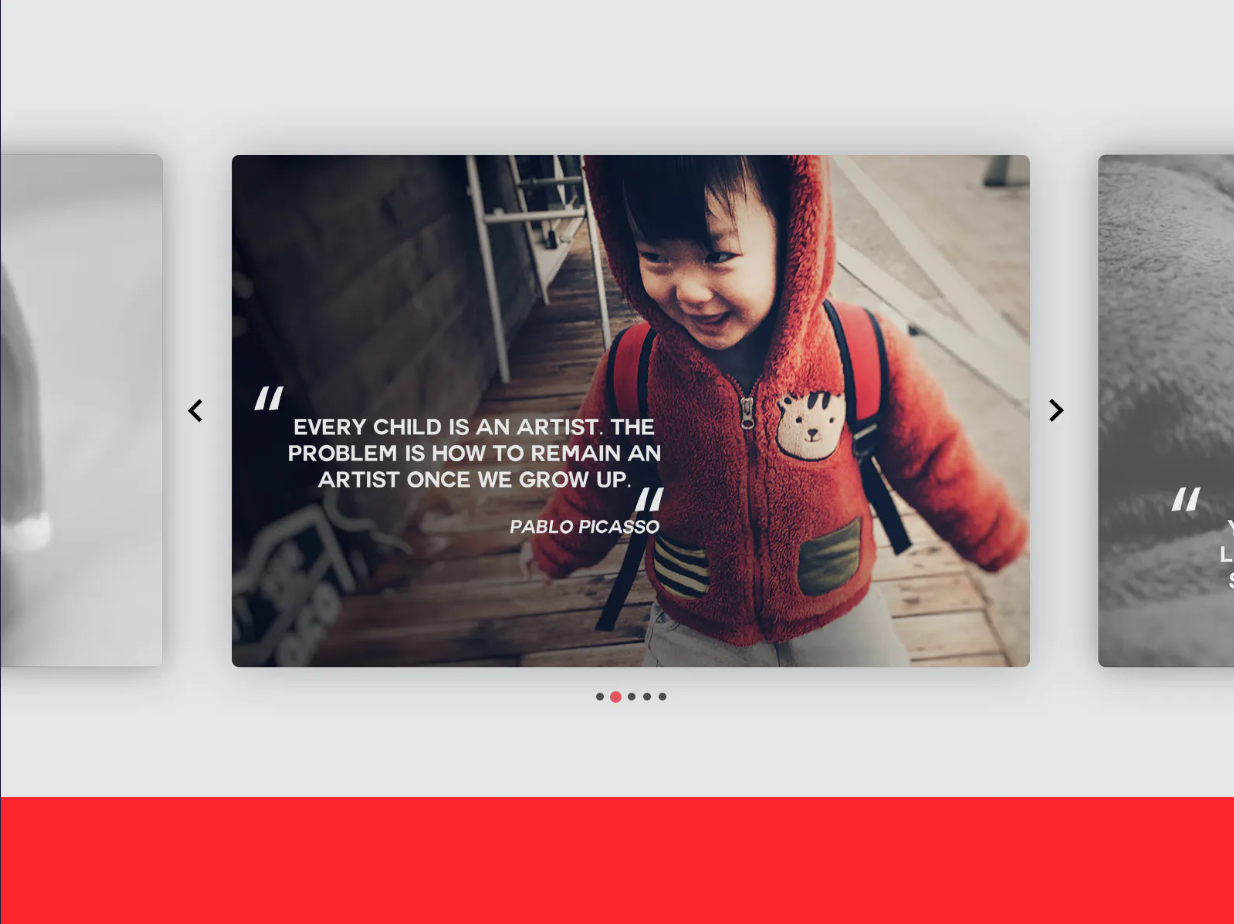 “
EVERY CHILD IS AN ARTIST. THE
PROBLEM IS HOW TO REMAIN AN
ARTIST ONCE WE GROW UP.
“
PABLO PICASSO
“